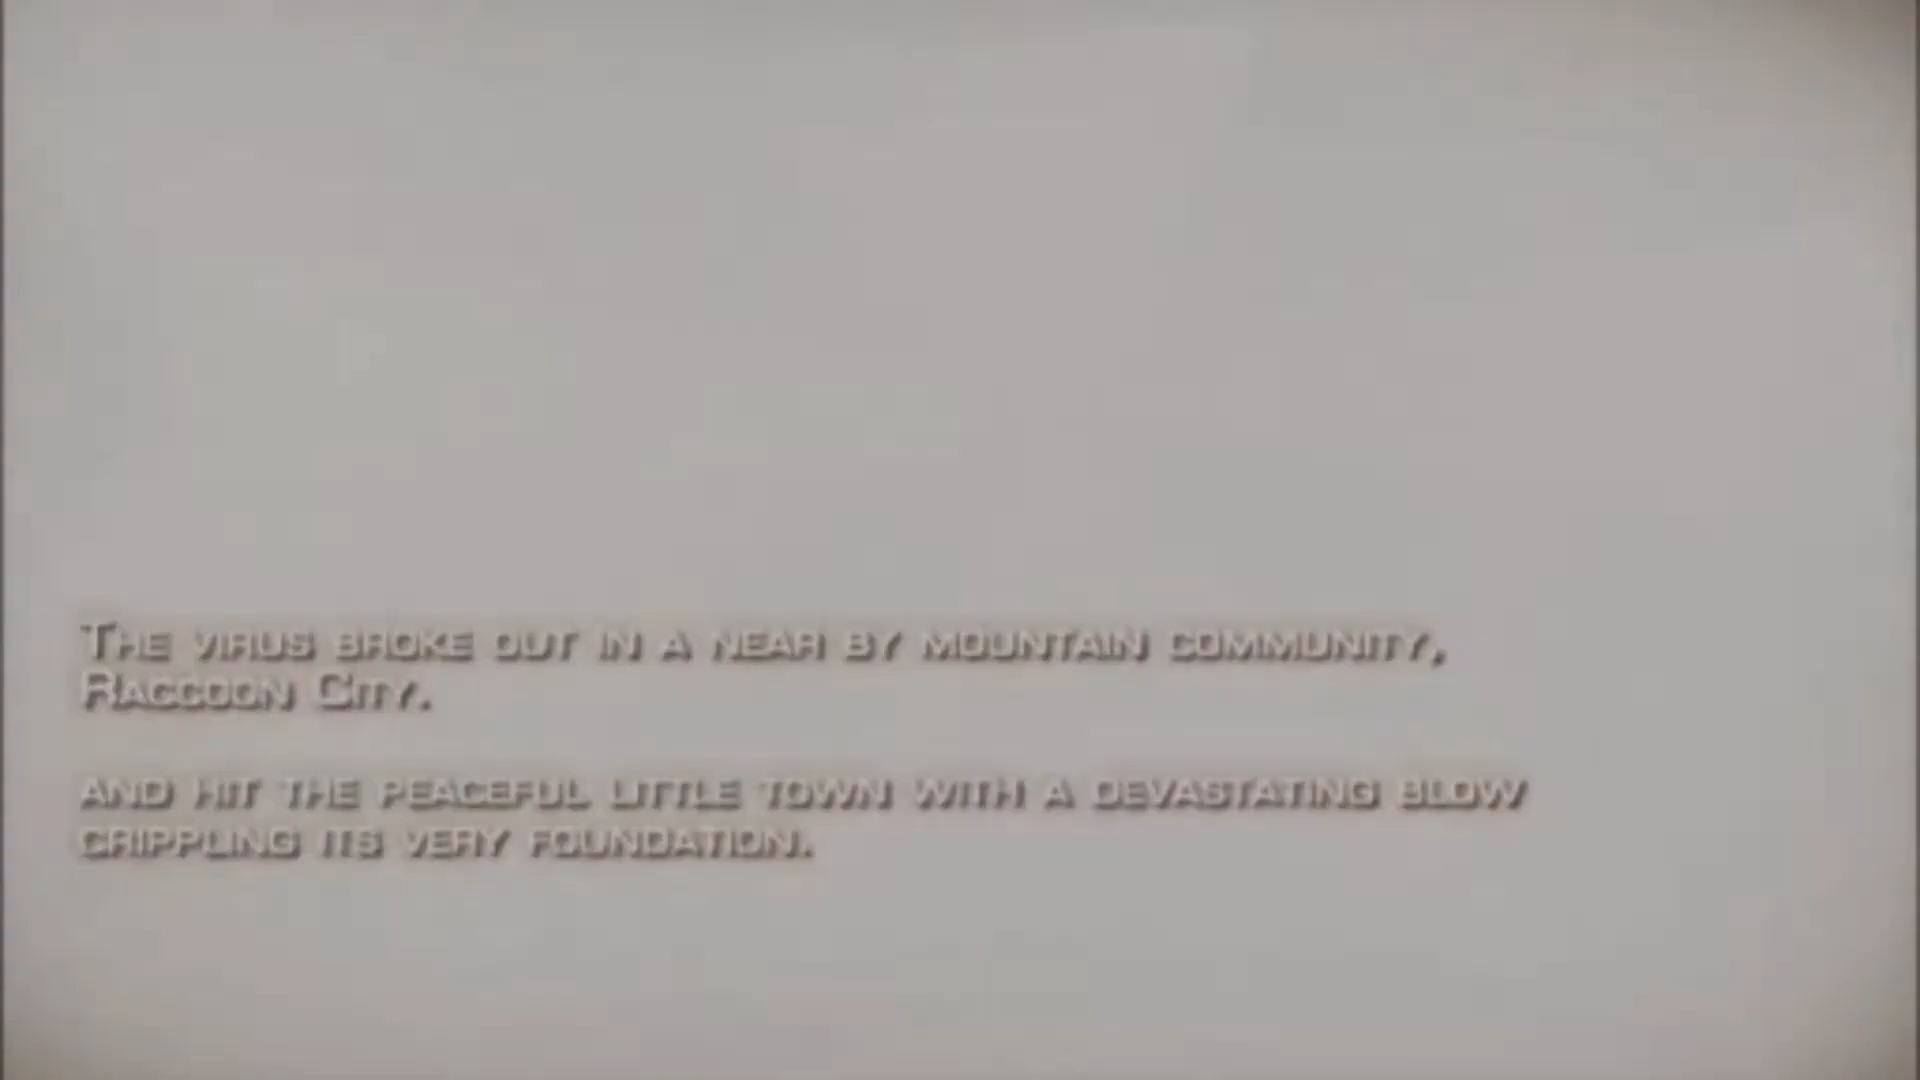 The virus broke out in a near by mountain community,
Raccoon City.
and hit the peaceful little town with a devastating blow
crippling its very foundation.